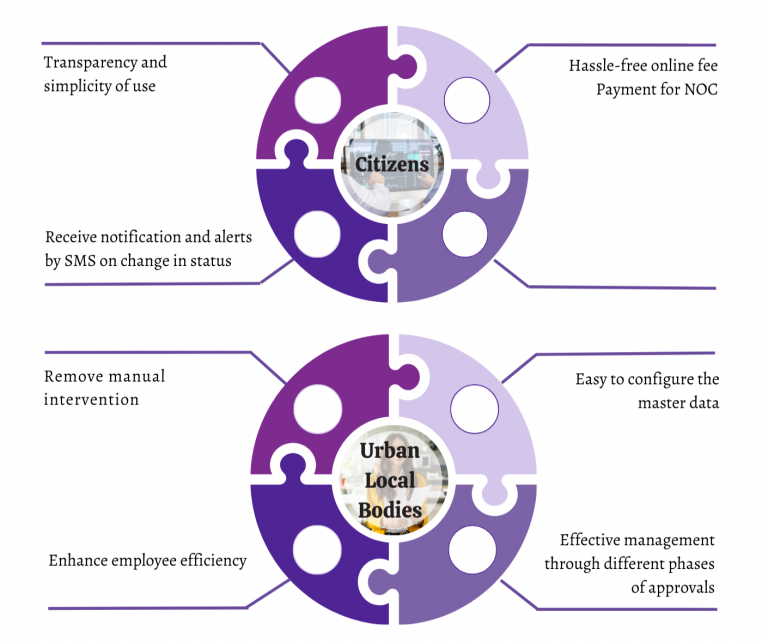 Transparency and
simplicity of use
Hassle-free online fee
Payment for NOC
Citizens
Receive notification and alerts
by SMS on change in status
Remove manual
intervention
Easy to configure the
master data
Urban
Local
Bodies
Enhance employee efficiency
Effective management
through different phases
of approvals